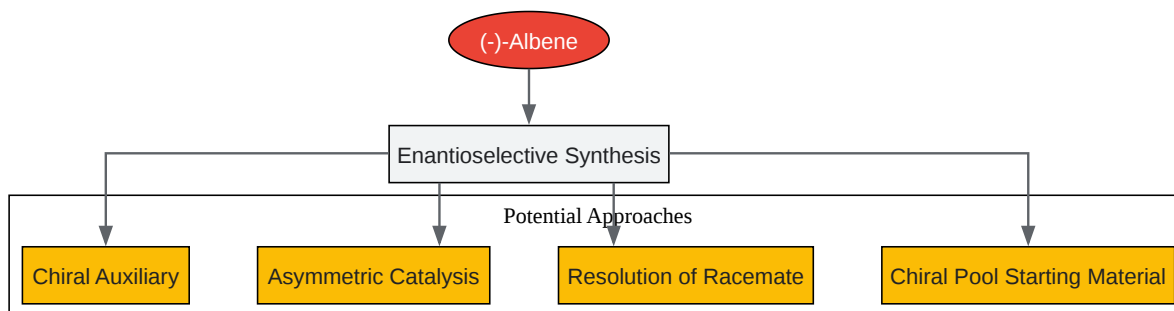 (-)-Albene
Enantioselective Synthesis
Potential Approaches
Chiral Auxiliary
Asymmetric Catalysis
Resolution of Racemate
Chiral Pool Starting Material